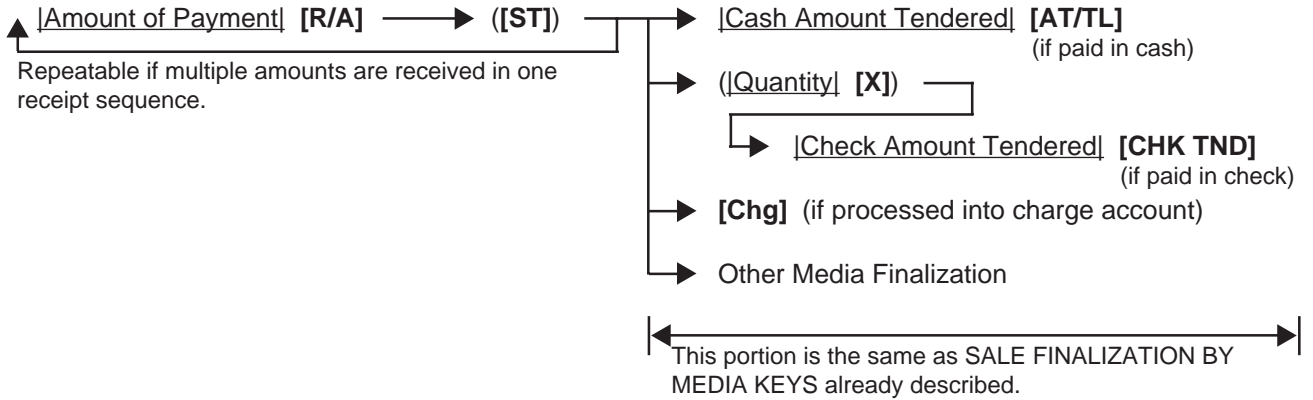 |Amount of Payment| [R/A] ([ST]) |Cash Amount Tendered| [AT/TL]
(if paid in cash)
Repeatable if multiple amounts are received in one
receipt sequence.
(|Quantity| [X])
|Check Amount Tendered| [CHK TND]
(if paid in check)
[Chg] (if processed into charge account)
Other Media Finalization
This portion is the same as SALE FINALIZATION BY
MEDIA KEYS already described.